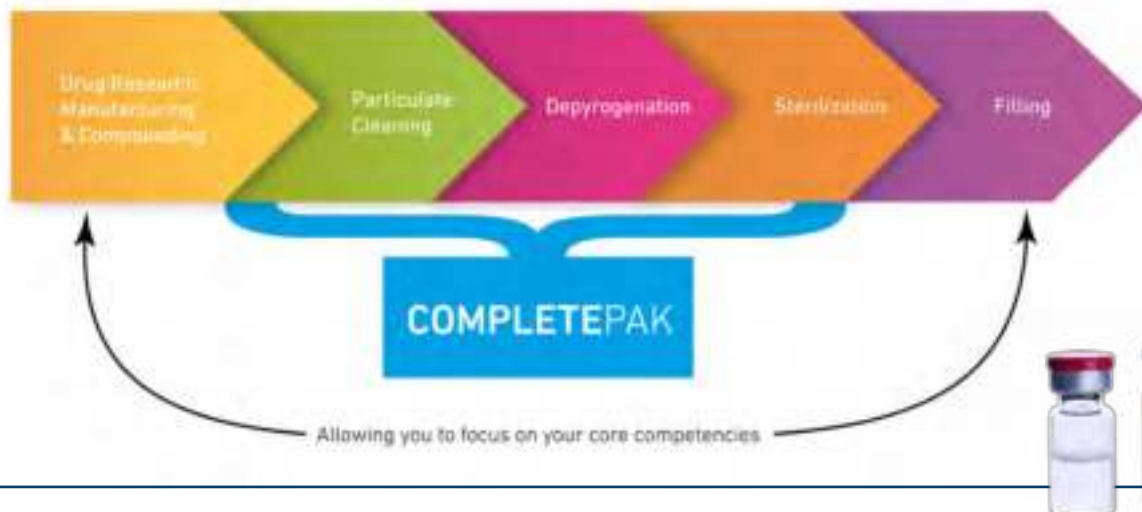 Drug Research
Manufacturing
& Compounding
Particulate
Cleaning
Depyrogenation
Sterilization
Filling
COMPLETEPAK
Allowing you to focus on your core competencies